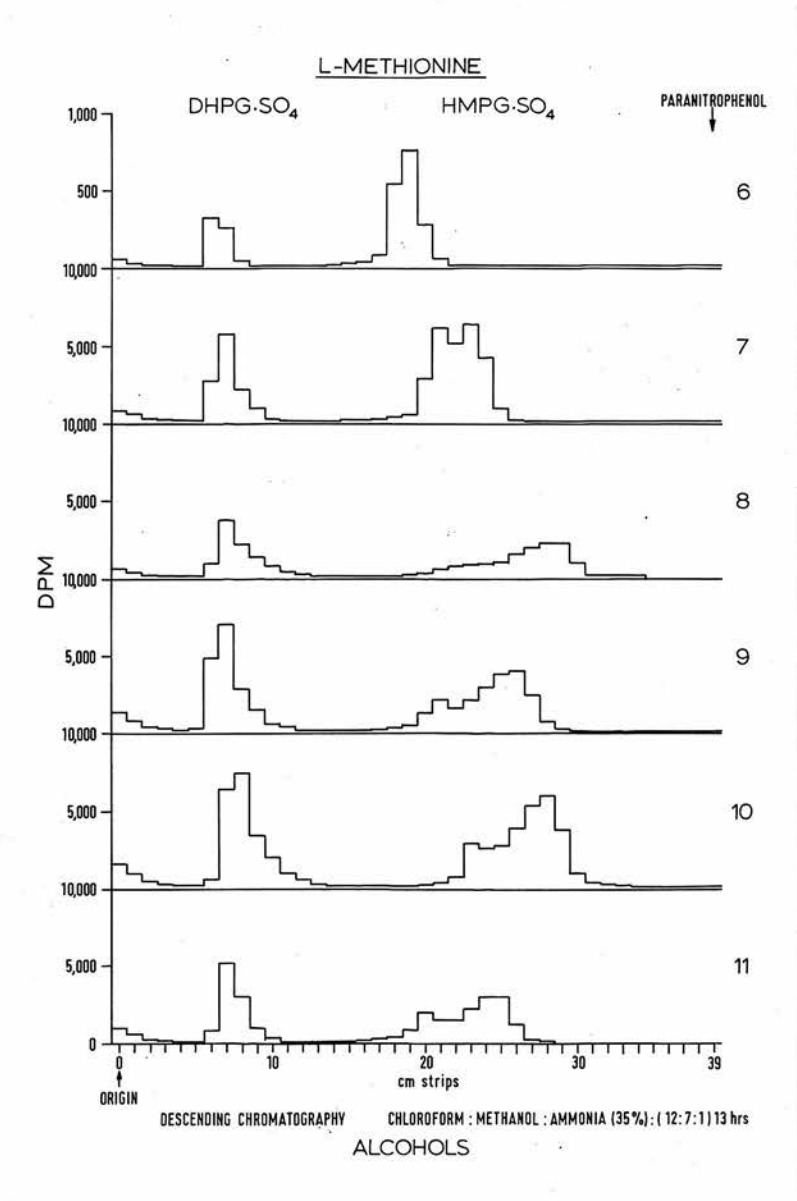 L-METHIONINE
DHPG·SO₄ HMPG·SO₄ PARANITROPHENOL
1,000
500 6
10,000
5,000 7
10,000
5,000 8
10,000
DPM
5,000 9
10,000
5,000 10
10,000
5,000 11
0
0 10 20 30 39
cm strips
ORIGIN
DESCENDING CHROMATOGRAPHY CHLOROFORM : METHANOL : AMMONIA (35%) : ( 12:7:1 ) 13 hrs
ALCOHOLS